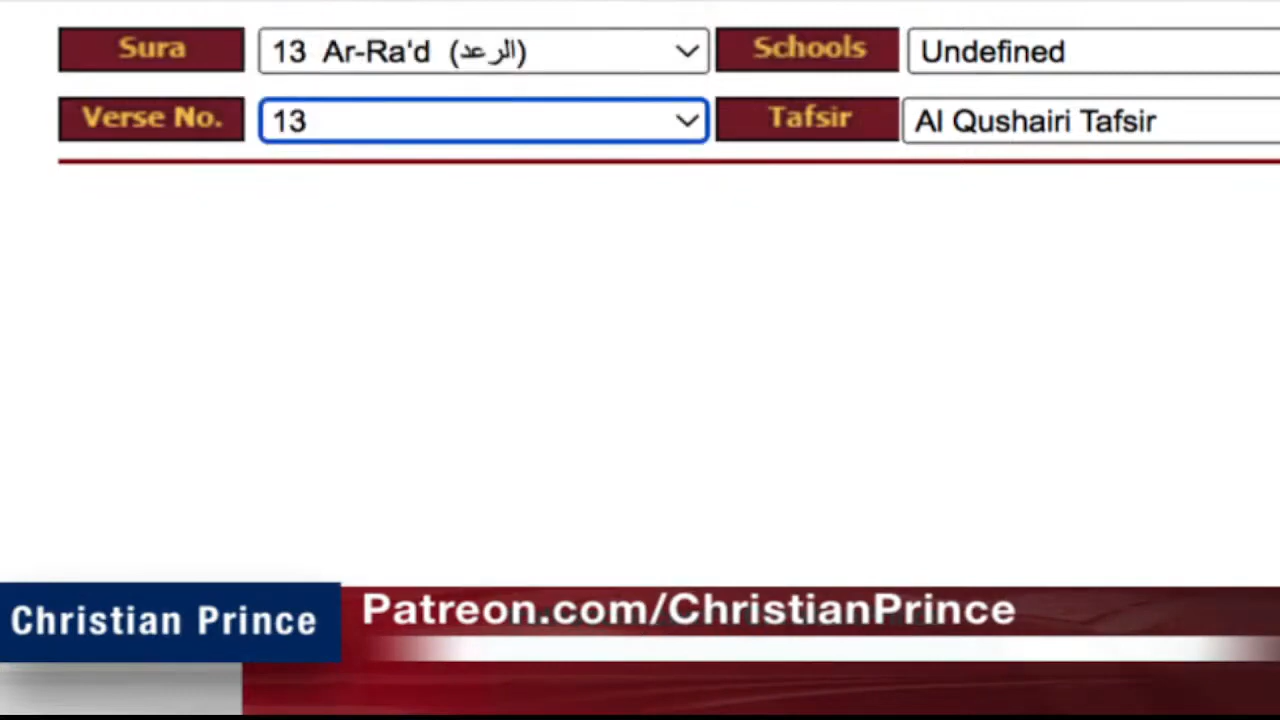 Sura 13 Ar-Ra'd (الرعد) Schools Undefined
Verse No. 13 Tafsir Al Qushairi Tafsir
Christian Prince Patreon.com/ChristianPrince